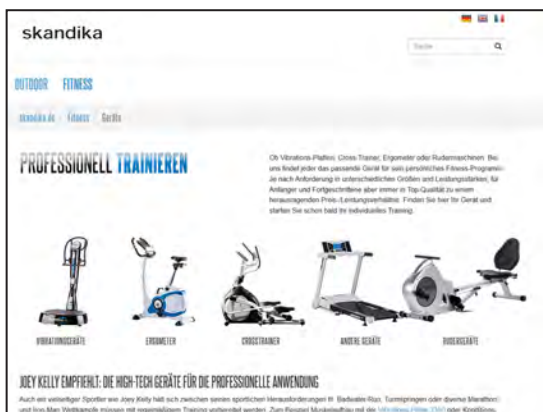 skandika
Suche
OUTDOOR FITNESS
skandika.de Fitness Geräte
PROFESSIONELL TRAINIEREN
Ob Vibrations-Platten, Cross-Trainer, Ergometer oder Rudermaschinen. Bei
uns findet jeder das passende Gerät für sein persönliches Fitness-Programm.
Je nach Anforderung in unterschiedlichen Größen und Leistungsstärken, für
Anfänger und Fortgeschrittene aber immer in Top-Qualität zu einem
herausragenden Preis-/Leistungsverhältnis. Finden Sie hier Ihr Gerät und
starten Sie schon bald Ihr individuelles Training.
VIBRATIONSGERÄTE ERGOMETER CROSSTRAINER ANDERE GERÄTE RUDERGERÄTE
JOEY KELLY EMPFIEHLT: DIE HIGH-TECH GERÄTE FÜR DIE PROFESSIONELLE ANWENDUNG
Auch ein vielseitiger Sportler wie Joey Kelly hält sich zwischen seinen sportlichen Herausforderungen fit. Badwater-Run, Turmspringen oder diverse Marathon-
und Iron-Man Wettkämpfe müssen mit regelmäßigem Training vorbereitet werden. Zum Beispiel Muskelaufbau mit der Vibrations-Platte oder Konditions-